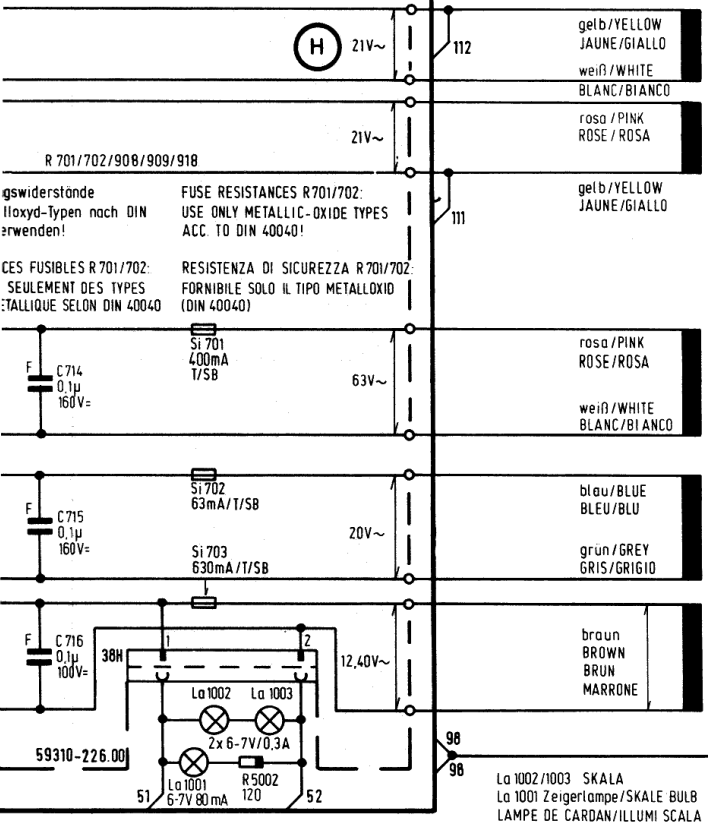 gelb/YELLOW
JAUNE/GIALLO
H
21V~
112
weiß/WHITE
BLANC/BIANCO
rosa/PINK
ROSE/ROSA
21V~
R 701/702/908/909/918
gswiderstände
lloxyd-Typen nach DIN
erwenden!
FUSE RESISTANCES R701/702:
USE ONLY METALLIC-OXIDE TYPES
ACC. TO DIN 40040!
gelb/YELLOW
JAUNE/GIALLO
111
CES FUSIBLES R701/702:
SEULEMENT DES TYPES
ETALLIQUE SELON DIN 40040
RESISTENZA DI SICUREZZA R701/702:
FORNIBILE SOLO IL TIPO METALLOXID
(DIN 40040)
Si 701
400mA
T/SB
F
C714
0,1µ
160V=
63V~
rosa/PINK
ROSE/ROSA
weiß/WHITE
BLANC/BIANCO
Si 702
63mA/T/SB
F
C715
0,1µ
160V=
20V~
blau/BLUE
BLEU/BLU
Si 703
630mA/T/SB
grün/GREY
GRIS/GRIGIO
F
C716
0,1µ
100V=
38H
1
2
12,40V~
braun
BROWN
BRUN
MARRONE
La 1002
La 1003
2x 6-7V/0,3A
59310-226.00
La 1001
6-7V 80mA
R5002
120
51
52
98
98
La 1002/1003 SKALA
La 1001 Zeigerlampe/SKALE BULB
LAMPE DE CARDAN/ILLUMI SCALA